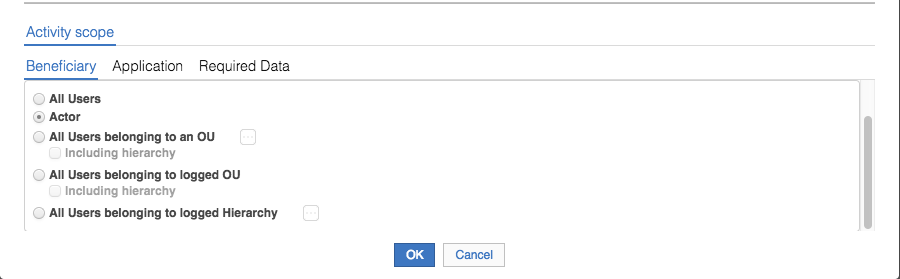 Activity scope
Beneficiary Application Required Data
All Users
Actor
All Users belonging to an OU ...
Including hierarchy
All Users belonging to logged OU
Including hierarchy
All Users belonging to logged Hierarchy ...
OK Cancel